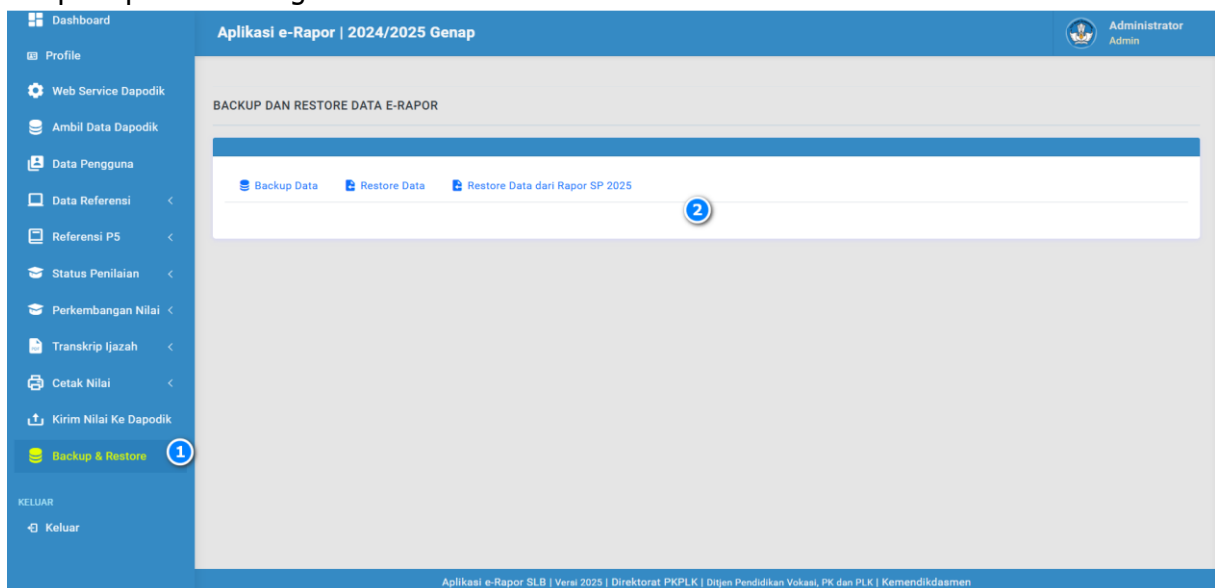 Dashboard
Profile
Web Service Dapodik
Ambil Data Dapodik
Data Pengguna
Data Referensi
Referensi P5
Status Penilaian
Perkembangan Nilai
Transkrip Ijazah
Cetak Nilai
Kirim Nilai Ke Dapodik
Backup & Restore 1
KELUAR
Keluar
Aplikasi e-Rapor | 2024/2025 Genap
Administrator
Admin
BACKUP DAN RESTORE DATA E-RAPOR
Backup Data Restore Data Restore Data dari Rapor SP 2025
2
Aplikasi e-Rapor SLB | Versi 2025 | Direktorat PKPLK | Ditjen Pendidikan Vokasi, PK dan PLK | Kemendikdasmen